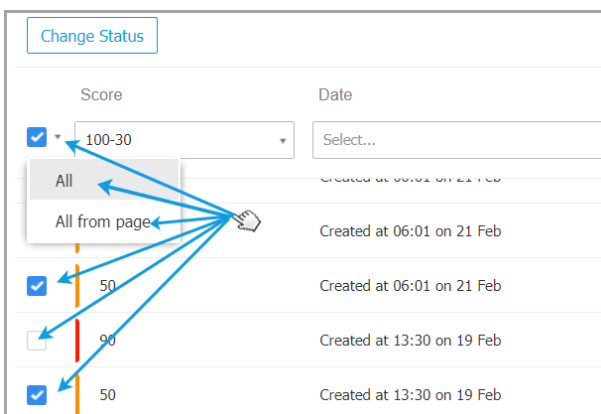 Change Status
Score Date
100-30 Select...
All
All from page
Created at 06:01 on 21 Feb
50 Created at 06:01 on 21 Feb
90 Created at 13:30 on 19 Feb
50 Created at 13:30 on 19 Feb